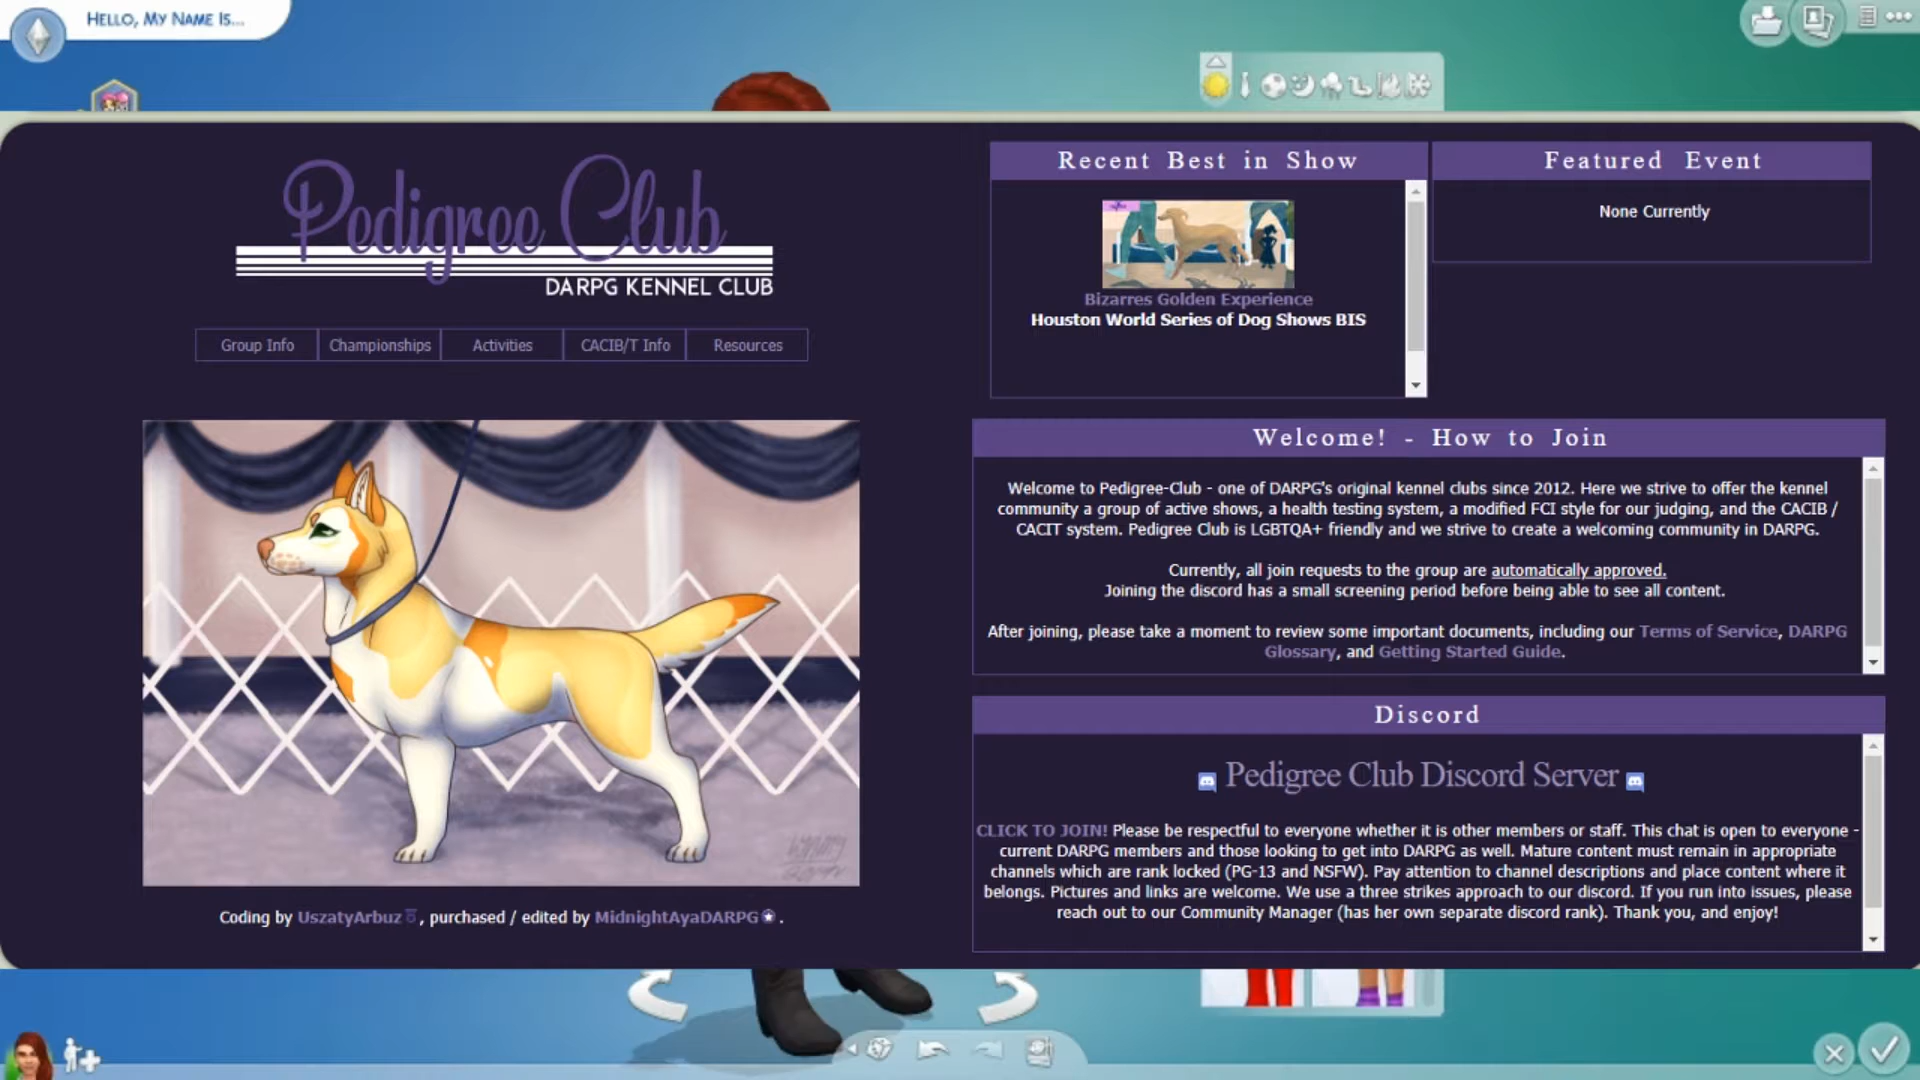 Hello, My Name Is...
Pedigree Club
DARPG KENNEL CLUB
Group Info
Championships
Activities
CACIB/T Info
Resources
Coding by UszatyArbuz, purchased / edited by MidnightAyaDARPG.
Recent Best in Show
Bizarres Golden Experience
Houston World Series of Dog Shows BIS
Featured Event
None Currently
Welcome! - How to Join
Welcome to Pedigree-Club - one of DARPG's original kennel clubs since 2012. Here we strive to offer the kennel
community a group of active shows, a health testing system, a modified FCI style for our judging, and the CACIB /
CACIT system. Pedigree Club is LGBTQA+ friendly and we strive to create a welcoming community in DARPG.
Currently, all join requests to the group are automatically approved.
Joining the discord has a small screening period before being able to see all content.
After joining, please take a moment to review some important documents, including our Terms of Service, DARPG
Glossary, and Getting Started Guide.
Discord
Pedigree Club Discord Server
CLICK TO JOIN! Please be respectful to everyone whether it is other members or staff. This chat is open to everyone -
current DARPG members and those looking to get into DARPG as well. Mature content must remain in appropriate
channels which are rank locked (PG-13 and NSFW). Pay attention to channel descriptions and place content where it
belongs. Pictures and links are welcome. We use a three strikes approach to our discord. If you run into issues, please
reach out to our Community Manager (has her own separate discord rank). Thank you, and enjoy!